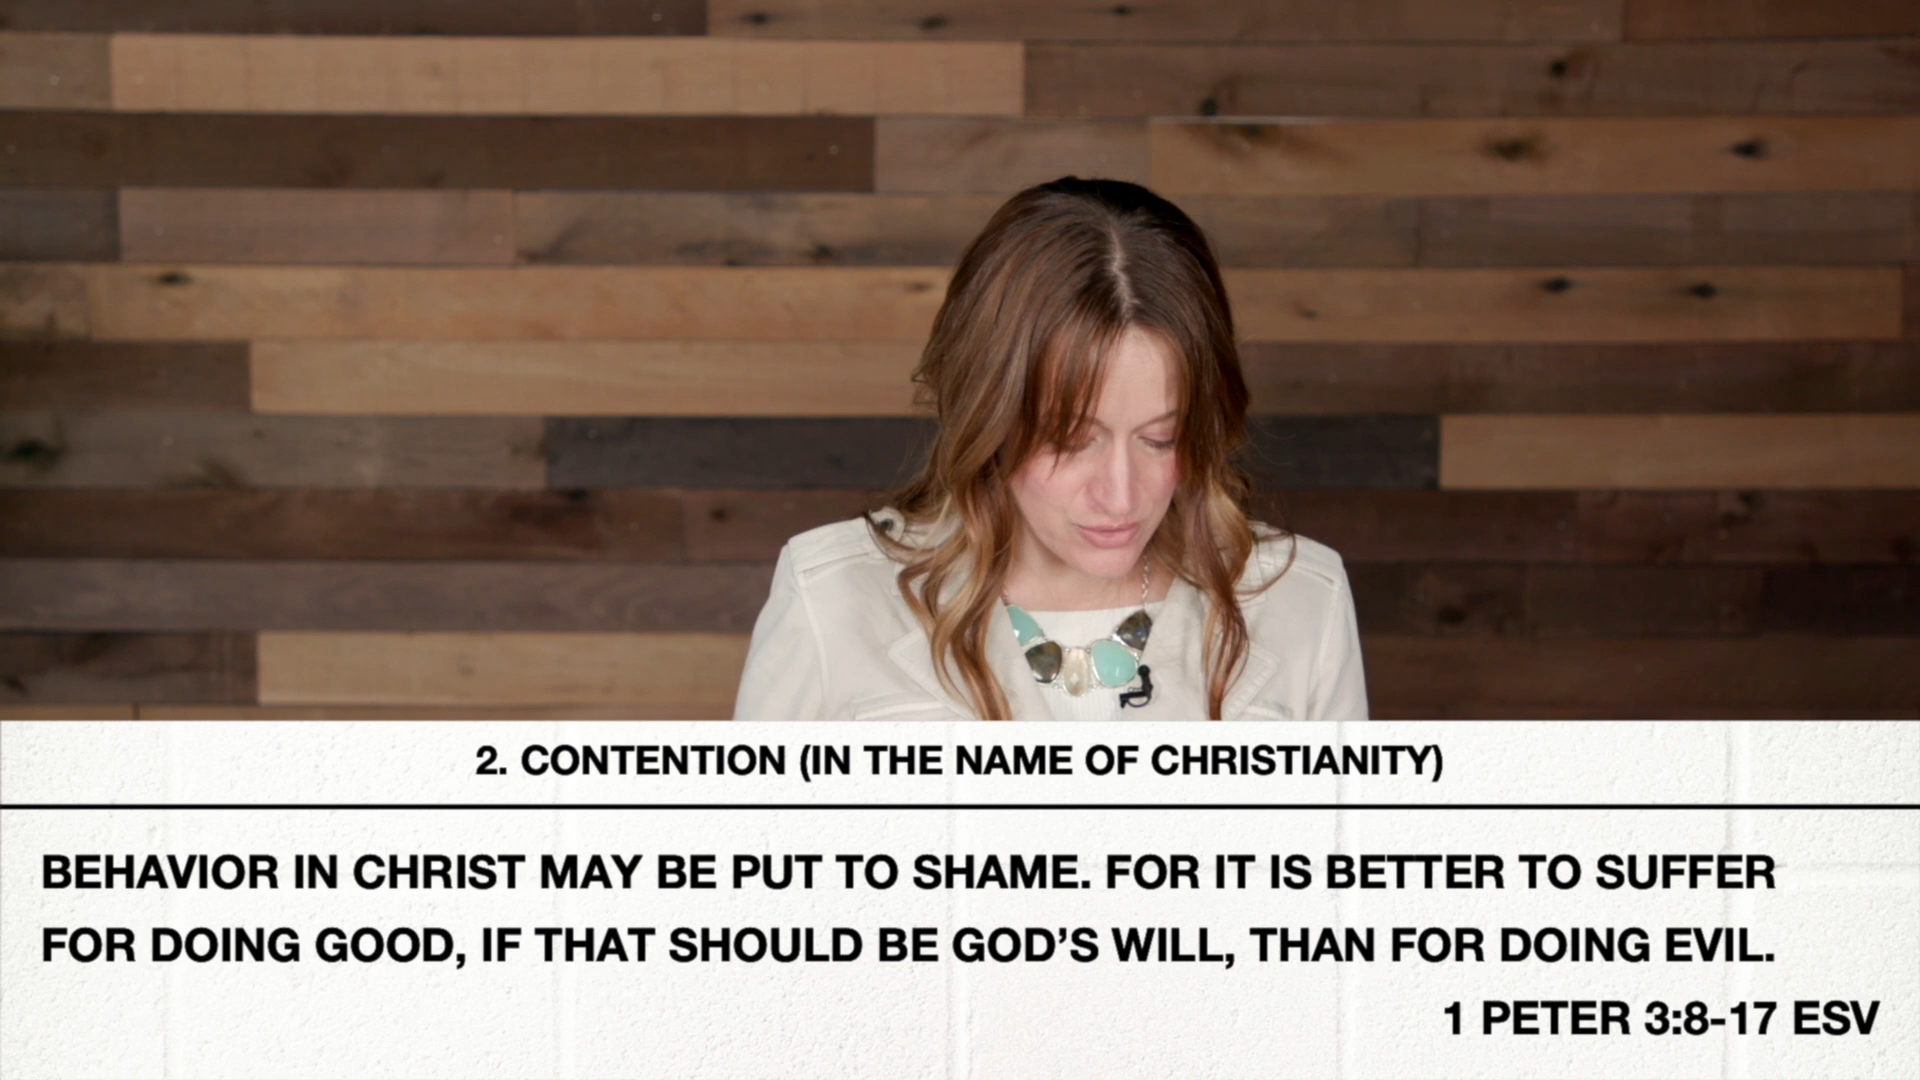 2. CONTENTION (IN THE NAME OF CHRISTIANITY)
BEHAVIOR IN CHRIST MAY BE PUT TO SHAME. FOR IT IS BETTER TO SUFFER
FOR DOING GOOD, IF THAT SHOULD BE GOD’S WILL, THAN FOR DOING EVIL.
1 PETER 3:8-17 ESV